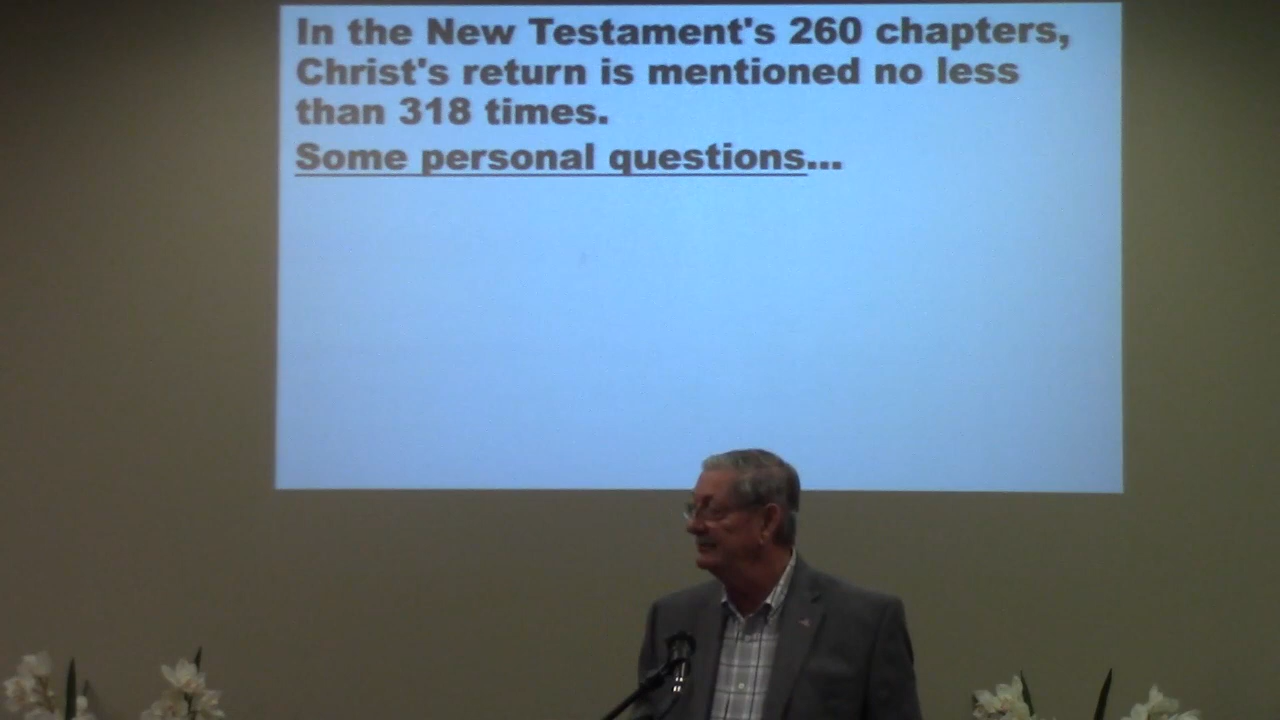 In the New Testament's 260 chapters,
Christ's return is mentioned no less
than 318 times.
Some personal questions...